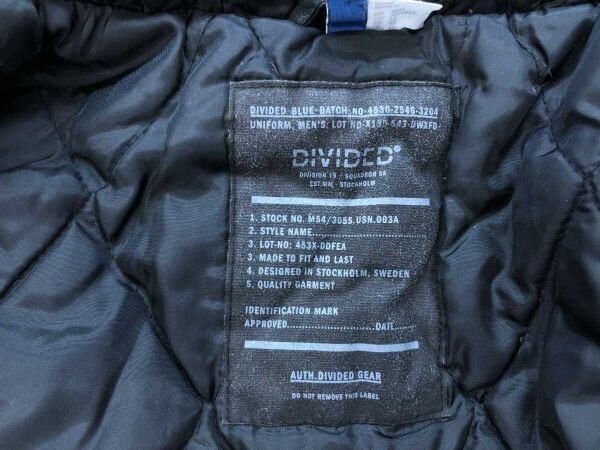 DIVIDED BLUE-BATCH: NO-4530-2546-3204
UNIFORM, MEN'S: LOT NO-X130-543-DWXFD
DIVIDED
DIVISION 19 / SQUADRON 56
EST.MM - STOCKHOLM
1. STOCK NO. M54/3055.USN.003A
2. STYLE NAME
3. LOT-NO: 453X-DDFEA
3. MADE TO FIT AND LAST
4. DESIGNED IN STOCKHOLM, SWEDEN
5. QUALITY GARMENT
IDENTIFICATION MARK
APPROVED DATE
AUTH.DIVIDED GEAR
DO NOT REMOVE THIS LABEL